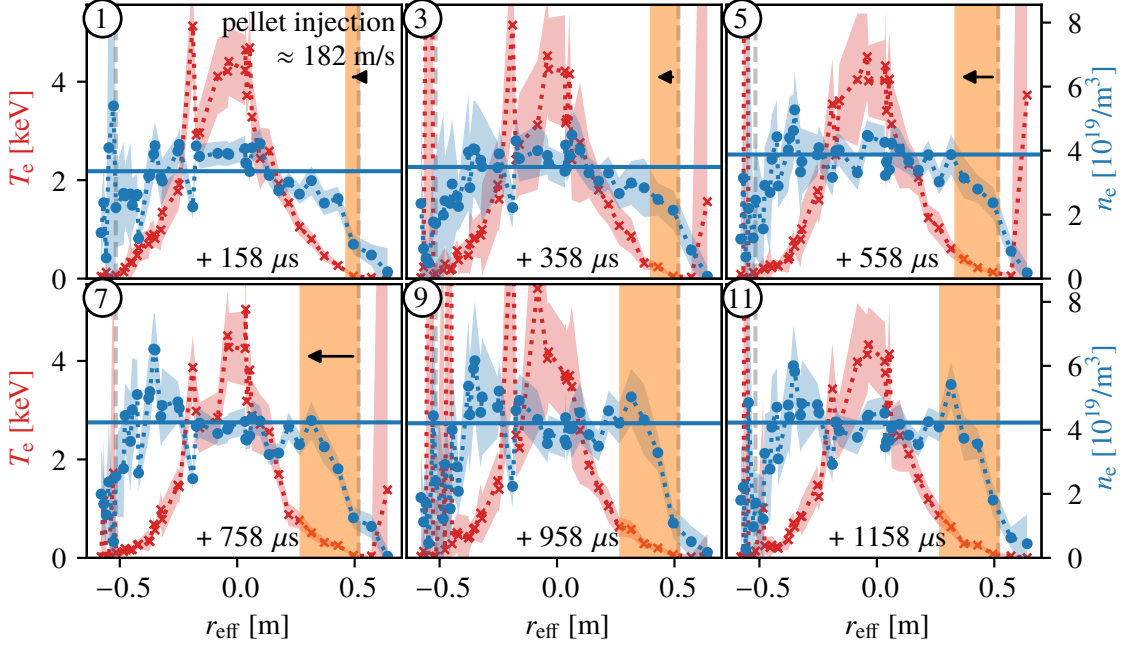 1
pellet injection
≈ 182 m/s
3
5
8
6
4
2
0
4
2
0
T_e [keV]
n_e [10^19/m^3]
+ 158 μs
+ 358 μs
+ 558 μs
7
9
11
8
6
4
2
0
4
2
0
T_e [keV]
n_e [10^19/m^3]
+ 758 μs
+ 958 μs
+ 1158 μs
−0.5 0.0 0.5
−0.5 0.0 0.5
−0.5 0.0 0.5
r_eff [m]
r_eff [m]
r_eff [m]